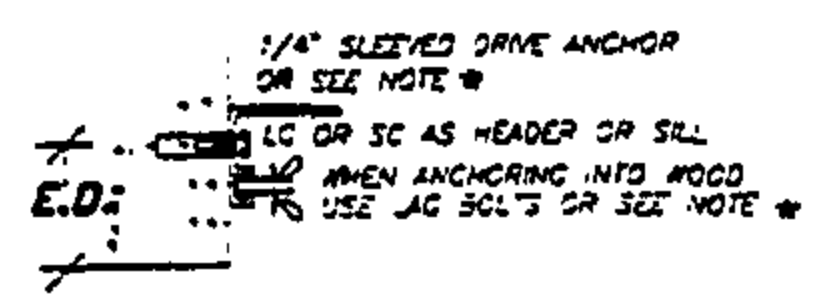 1/4" SLEEVED DRIVE ANCHOR
OR SEE NOTE *
LC OR SC AS HEADER OR SILL
WHEN ANCHORING INTO WOOD
E.D.:
USE LAG BOLTS OR SEE NOTE *